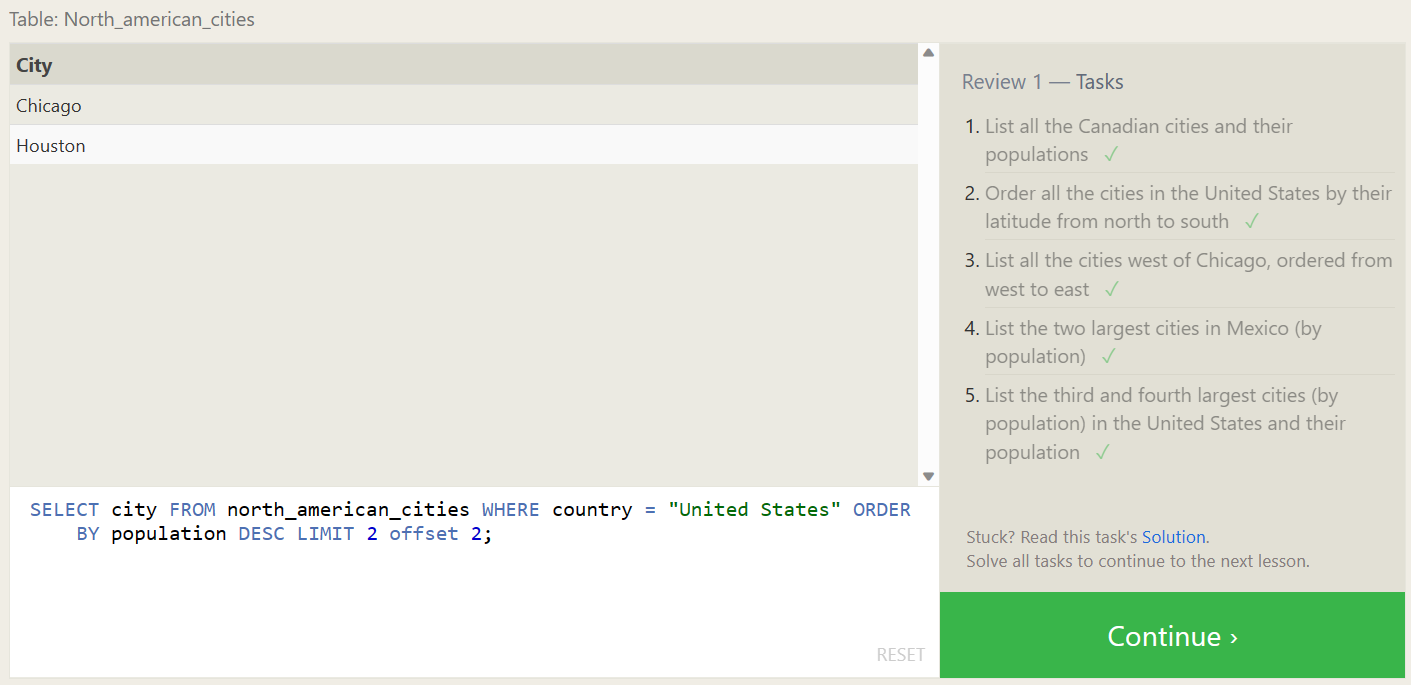 Table: North_american_cities
City
Chicago
Houston
SELECT city FROM north_american_cities WHERE country = "United States" ORDER
BY population DESC LIMIT 2 offset 2;
RESET
Review 1 — Tasks
1. List all the Canadian cities and their
populations ✓
2. Order all the cities in the United States by their
latitude from north to south ✓
3. List all the cities west of Chicago, ordered from
west to east ✓
4. List the two largest cities in Mexico (by
population) ✓
5. List the third and fourth largest cities (by
population) in the United States and their
population ✓
Stuck? Read this task's Solution.
Solve all tasks to continue to the next lesson.
Continue ›